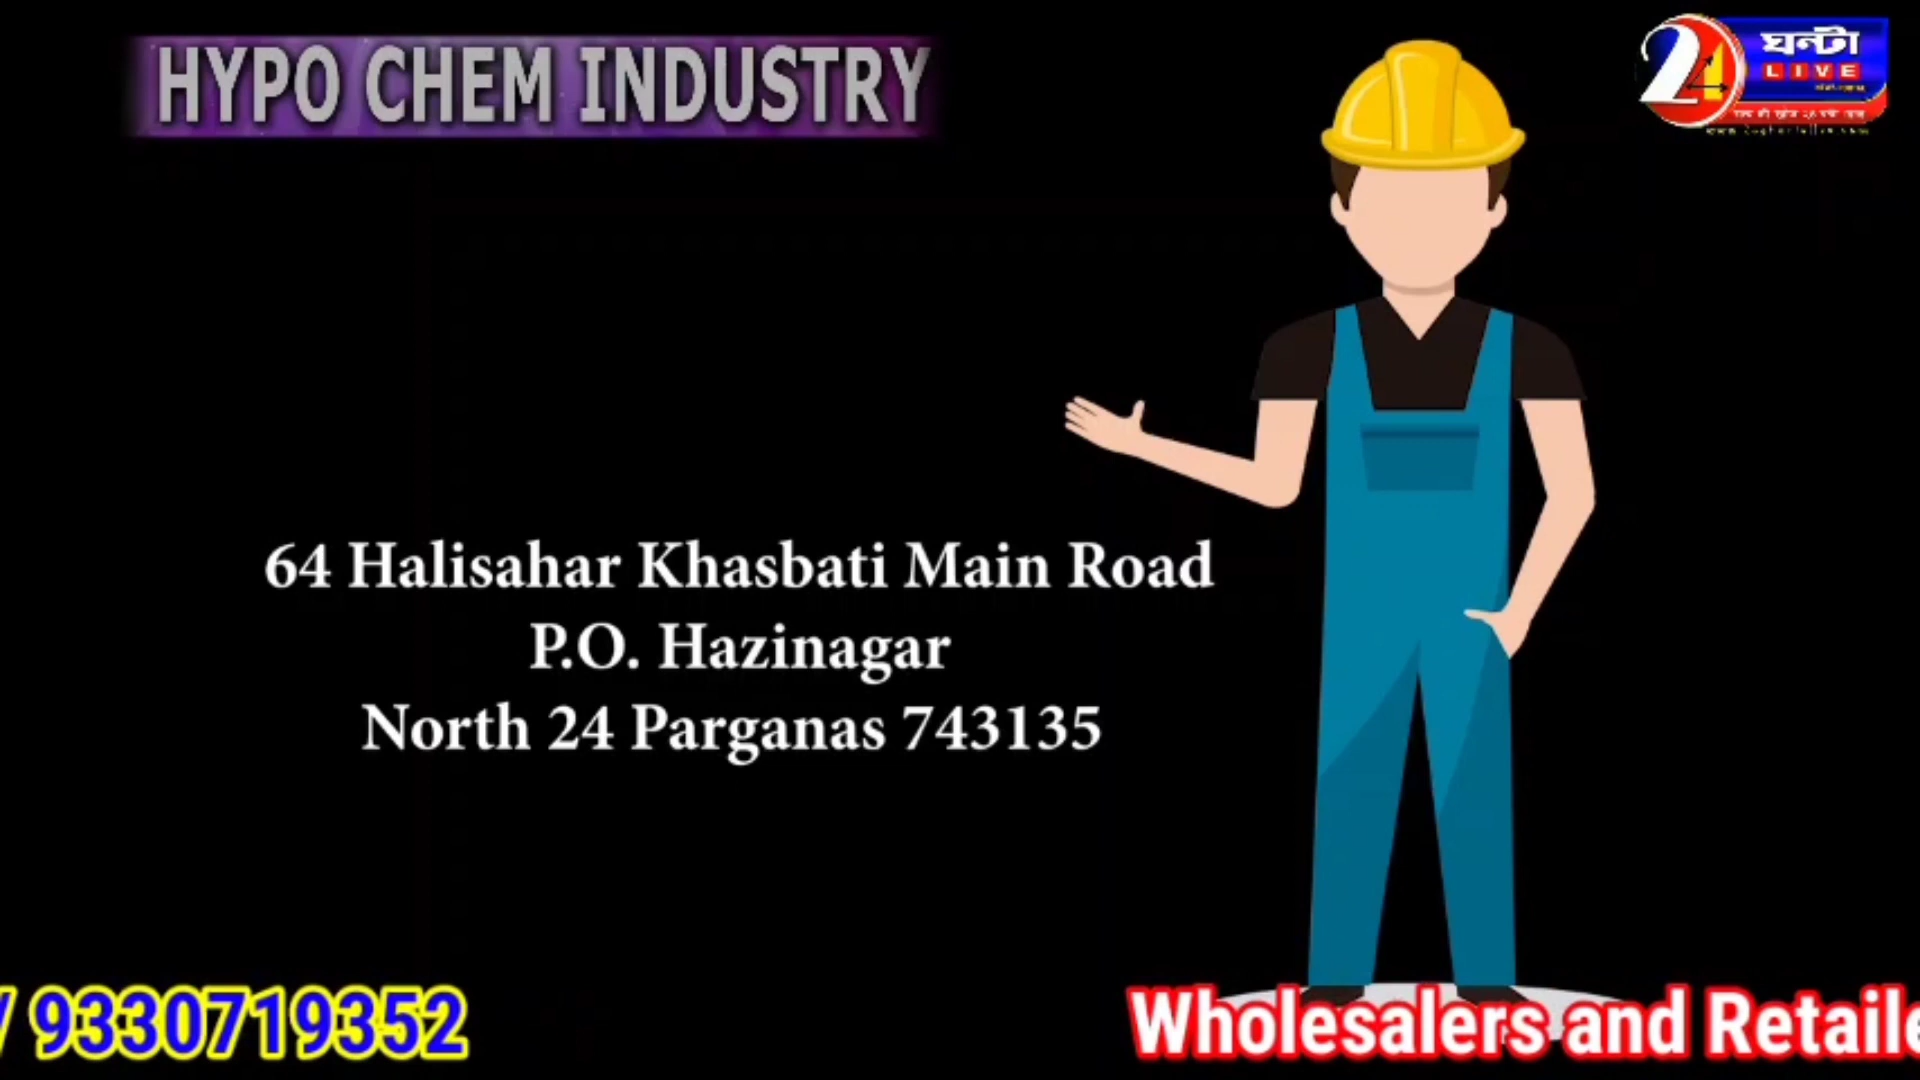 HYPO CHEM INDUSTRY
24 ঘন্টা
LIVE
64 Halisahar Khasbati Main Road
P.O. Hazinagar
North 24 Parganas 743135
/ 9330719352
Wholesalers and Retaile